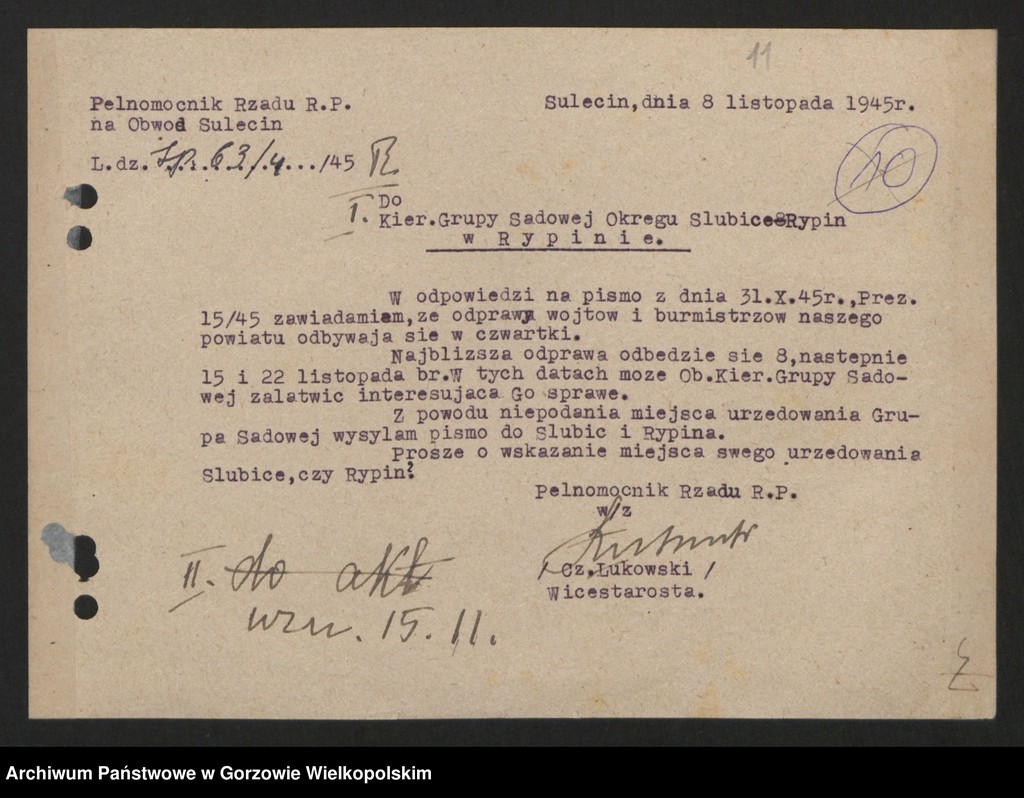 11
Pelnomocnik Rzadu R.P.
na Obwod Sulecin
Sulecin,dnia 8 listopada 1945r.
L.dz. Sp. 63/4.../45
10
I. Do
Kier.Grupy Sadowej Okregu Slubice-Rypin
w Rypinie.
W odpowiedzi na pismo z dnia 31.X.45r.,Prez.
15/45 zawiadamiam,ze odprawy wojtow i burmistrzow naszego
powiatu odbywaja sie w czwartki.
Najblizsza odprawa odbedzie sie 8,nastepnie
15 i 22 listopada br.W tych datach moze Ob.Kier.Grupy Sado-
wej zalatwic interesujaca Go sprawe.
Z powodu niepodania miejsca urzedowania Gru-
pa Sadowej wysylam pismo do Slubic i Rypina.
Prosze o wskazanie miejsca swego urzedowania
Slubice,czy Rypin?
Pelnomocnik Rzadu R.P.
w/z
/ Cz.Lukowski /
Wicestarosta.
II. do akt
wzn. 15.11.
Archiwum Państwowe w Gorzowie Wielkopolskim